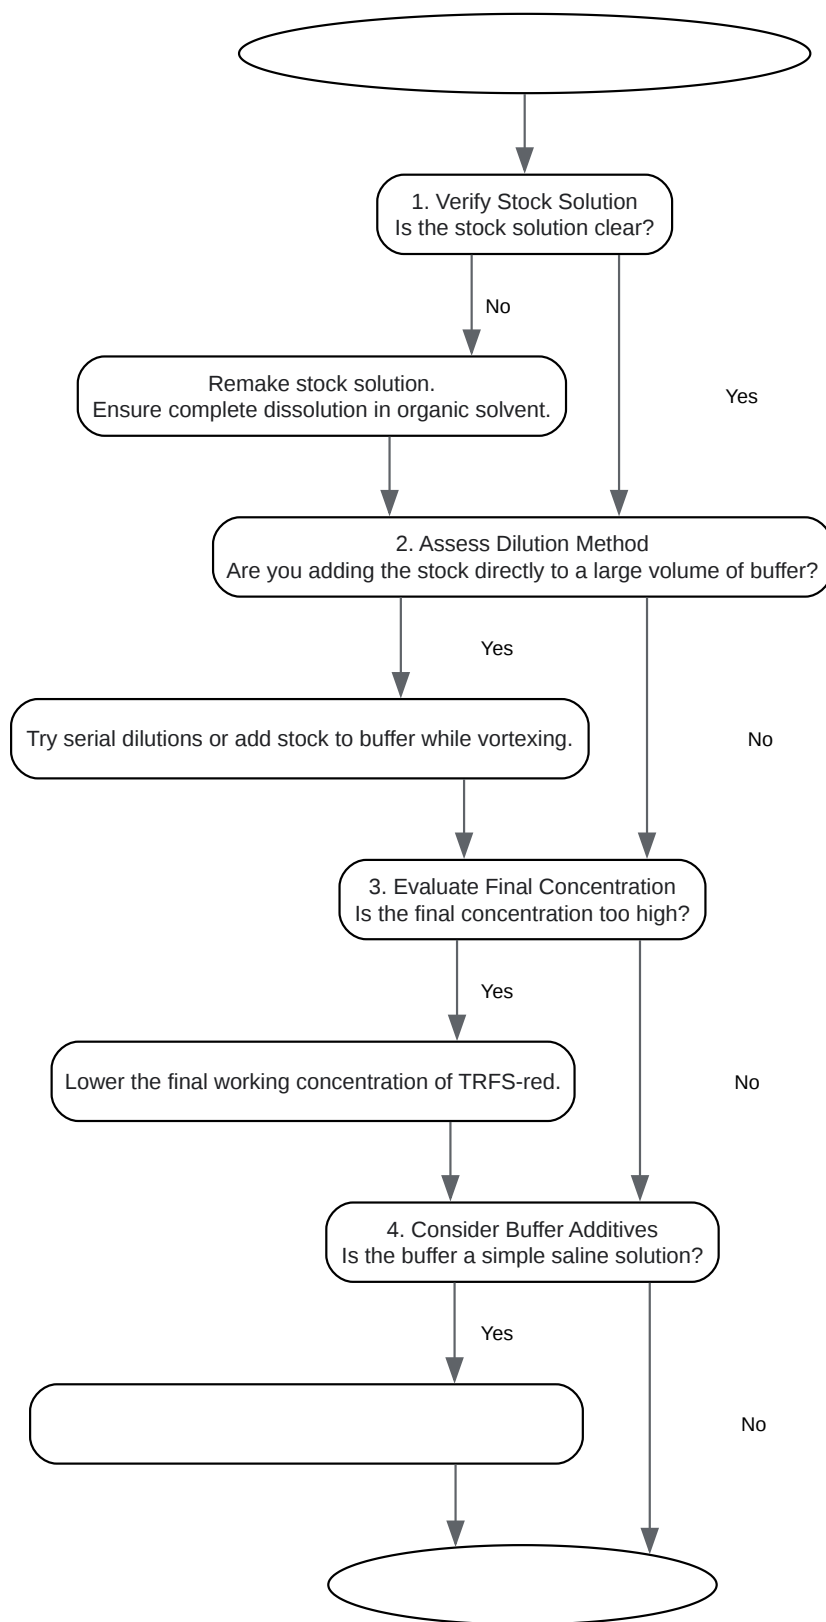 1. Verify Stock Solution
Is the stock solution clear?
No
Remake stock solution.
Ensure complete dissolution in organic solvent.
Yes
2. Assess Dilution Method
Are you adding the stock directly to a large volume of buffer?
Yes
Try serial dilutions or add stock to buffer while vortexing.
No
3. Evaluate Final Concentration
Is the final concentration too high?
Yes
Lower the final working concentration of TRFS-red.
No
4. Consider Buffer Additives
Is the buffer a simple saline solution?
Yes
No